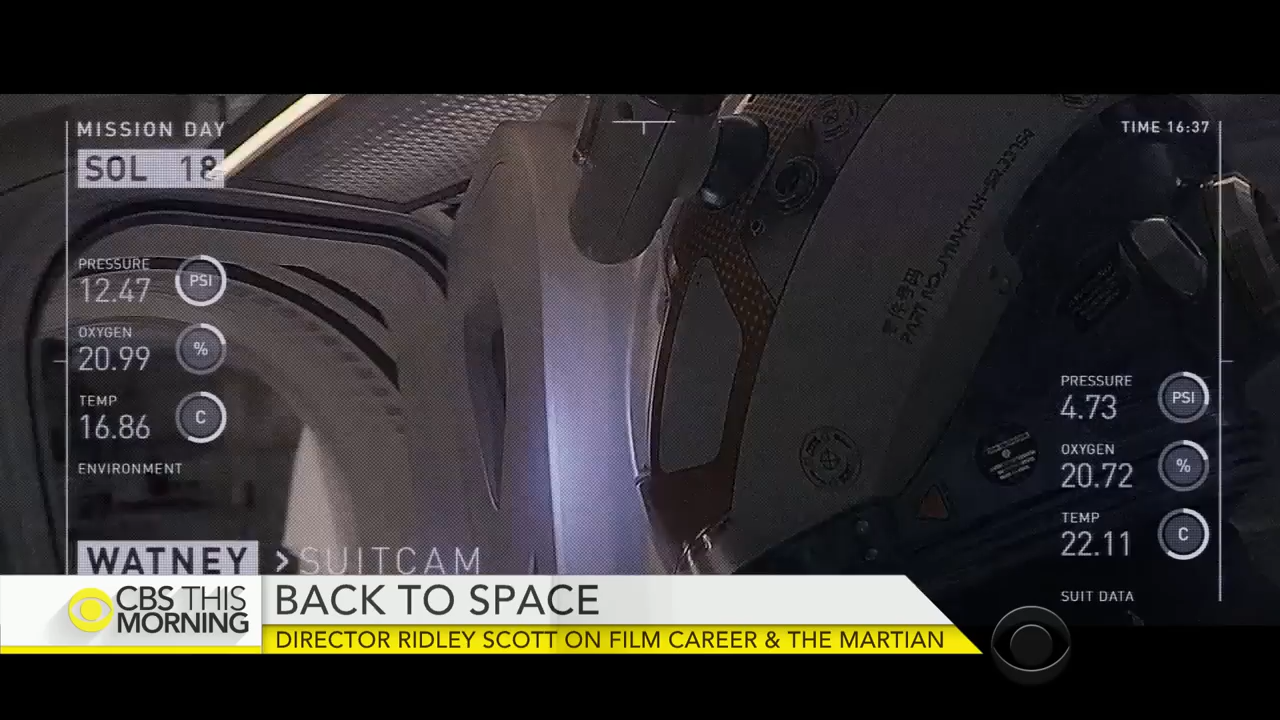 MISSION DAY
SOL 18
TIME 16:37
PRESSURE
12.47 PSI
OXYGEN
20.99 %
TEMP
16.86 C
ENVIRONMENT
PRESSURE
4.73 PSI
OXYGEN
20.72 %
TEMP
22.11 C
SUIT DATA
WATNEY >SUITCAM
CBS THIS
MORNING
BACK TO SPACE
DIRECTOR RIDLEY SCOTT ON FILM CAREER & THE MARTIAN